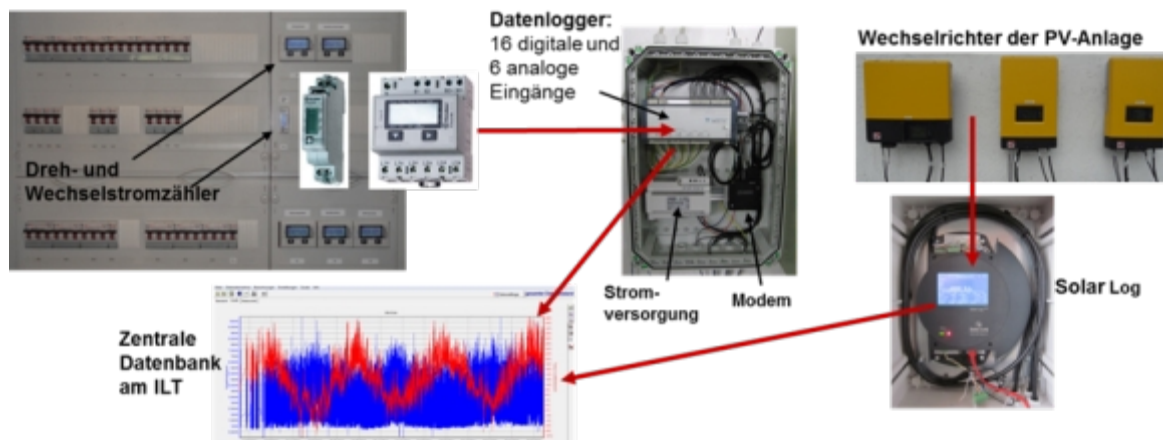 Datenlogger:
16 digitale und
6 analoge
Eingänge
Wechselrichter der PV-Anlage
Dreh- und
Wechselstromzähler
Strom-
versorgung
Modem
Solar Log
Zentrale
Datenbank
am ILT